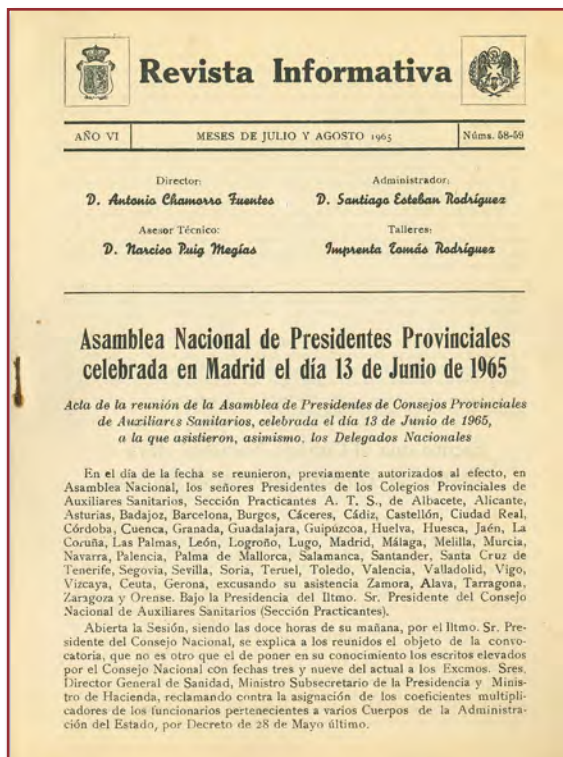 Revista Informativa
AÑO VI
MESES DE JULIO Y AGOSTO 1965
Núms. 58-59
Director:
D. Antonio Chamorro Fuentes
Administrador:
D. Santiago Esteban Rodríguez
Asesor Técnico:
D. Narciso Puig Megías
Talleres:
Imprenta Tomás Rodríguez
Asamblea Nacional de Presidentes Provinciales
celebrada en Madrid el día 13 de Junio de 1965
Acta de la reunión de la Asamblea de Presidentes de Consejos Provinciales
de Auxiliares Sanitarios, celebrada el día 13 de Junio de 1965,
a la que asistieron, asimismo, los Delegados Nacionales
En el día de la fecha se reunieron, previamente autorizados al efecto, en
Asamblea Nacional, los señores Presidentes de los Colegios Provinciales de
Auxiliares Sanitarios, Sección Practicantes A. T. S., de Albacete, Alicante,
Asturias, Badajoz, Barcelona, Burgos, Cáceres, Cádiz, Castellón, Ciudad Real,
Córdoba, Cuenca, Granada, Guadalajara, Guipúzcoa, Huelva, Huesca, Jaén, La
Coruña, Las Palmas, León, Logroño, Lugo, Madrid, Málaga, Melilla, Murcia,
Navarra, Palencia, Palma de Mallorca, Salamanca, Santander, Santa Cruz de
Tenerife, Segovia, Sevilla, Soria, Teruel, Toledo, Valencia, Valladolid, Vigo,
Vizcaya, Ceuta, Gerona, excusando su asistencia Zamora, Alava, Tarragona,
Zaragoza y Orense. Bajo la Presidencia del Iltmo. Sr. Presidente del Consejo
Nacional de Auxiliares Sanitarios (Sección Practicantes).
Abierta la Sesión, siendo las doce horas de su mañana, por el Iltmo. Sr. Pre-
sidente del Consejo Nacional, se explica a los reunidos el objeto de la convo-
catoria, que no es otro que el de poner en su conocimiento los escritos elevados
por el Consejo Nacional con fechas tres y nueve del actual a los Excmos. Sres.
Director General de Sanidad, Ministro Subsecretario de la Presidencia y Minis-
tro de Hacienda, reclamando contra la asignación de los coeficientes multipli-
cadores de los funcionarios pertenecientes a varios Cuerpos de la Administra-
ción del Estado, por Decreto de 28 de Mayo último.